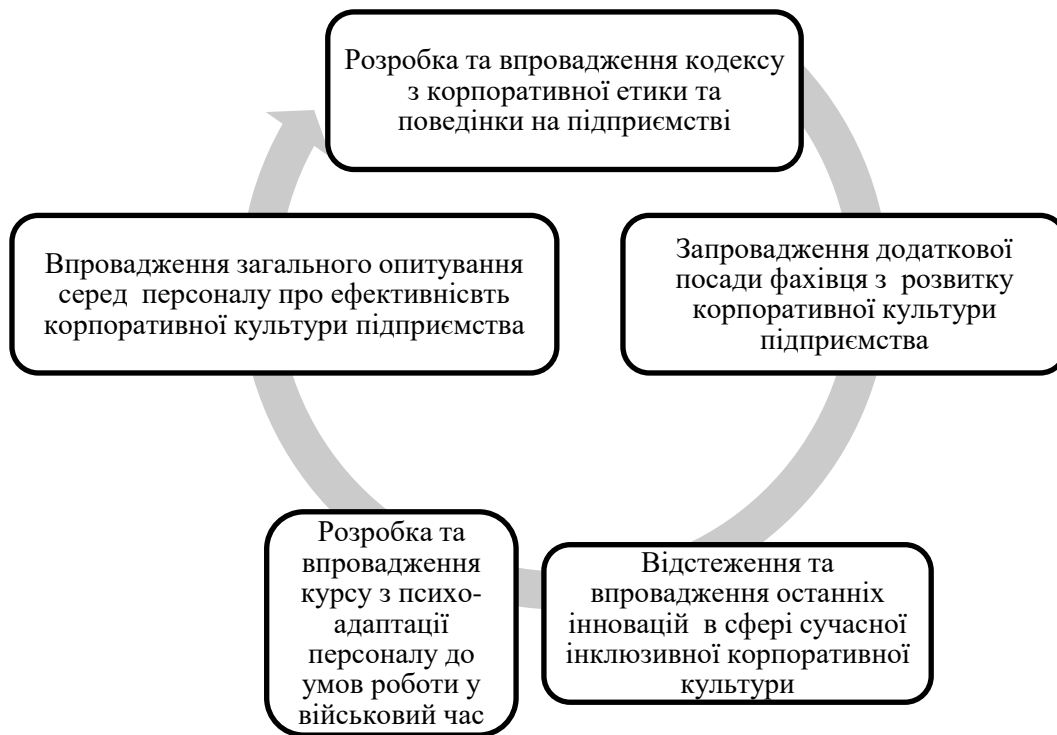 Розробка та впровадження кодексу
з корпоративної етики та
поведінки на підприємстві
Запровадження додаткової
посади фахівця з розвитку
корпоративної культури
підприємства
Відстеження та
впровадження останніх
інновацій в сфері сучасної
інклюзивної корпоративної
культури
Розробка та
впровадження
курсу з психо-
адаптації
персоналу до
умов роботи у
військовий час
Впровадження загального опитування
серед персоналу про ефективнісвть
корпоративної культури підприємства